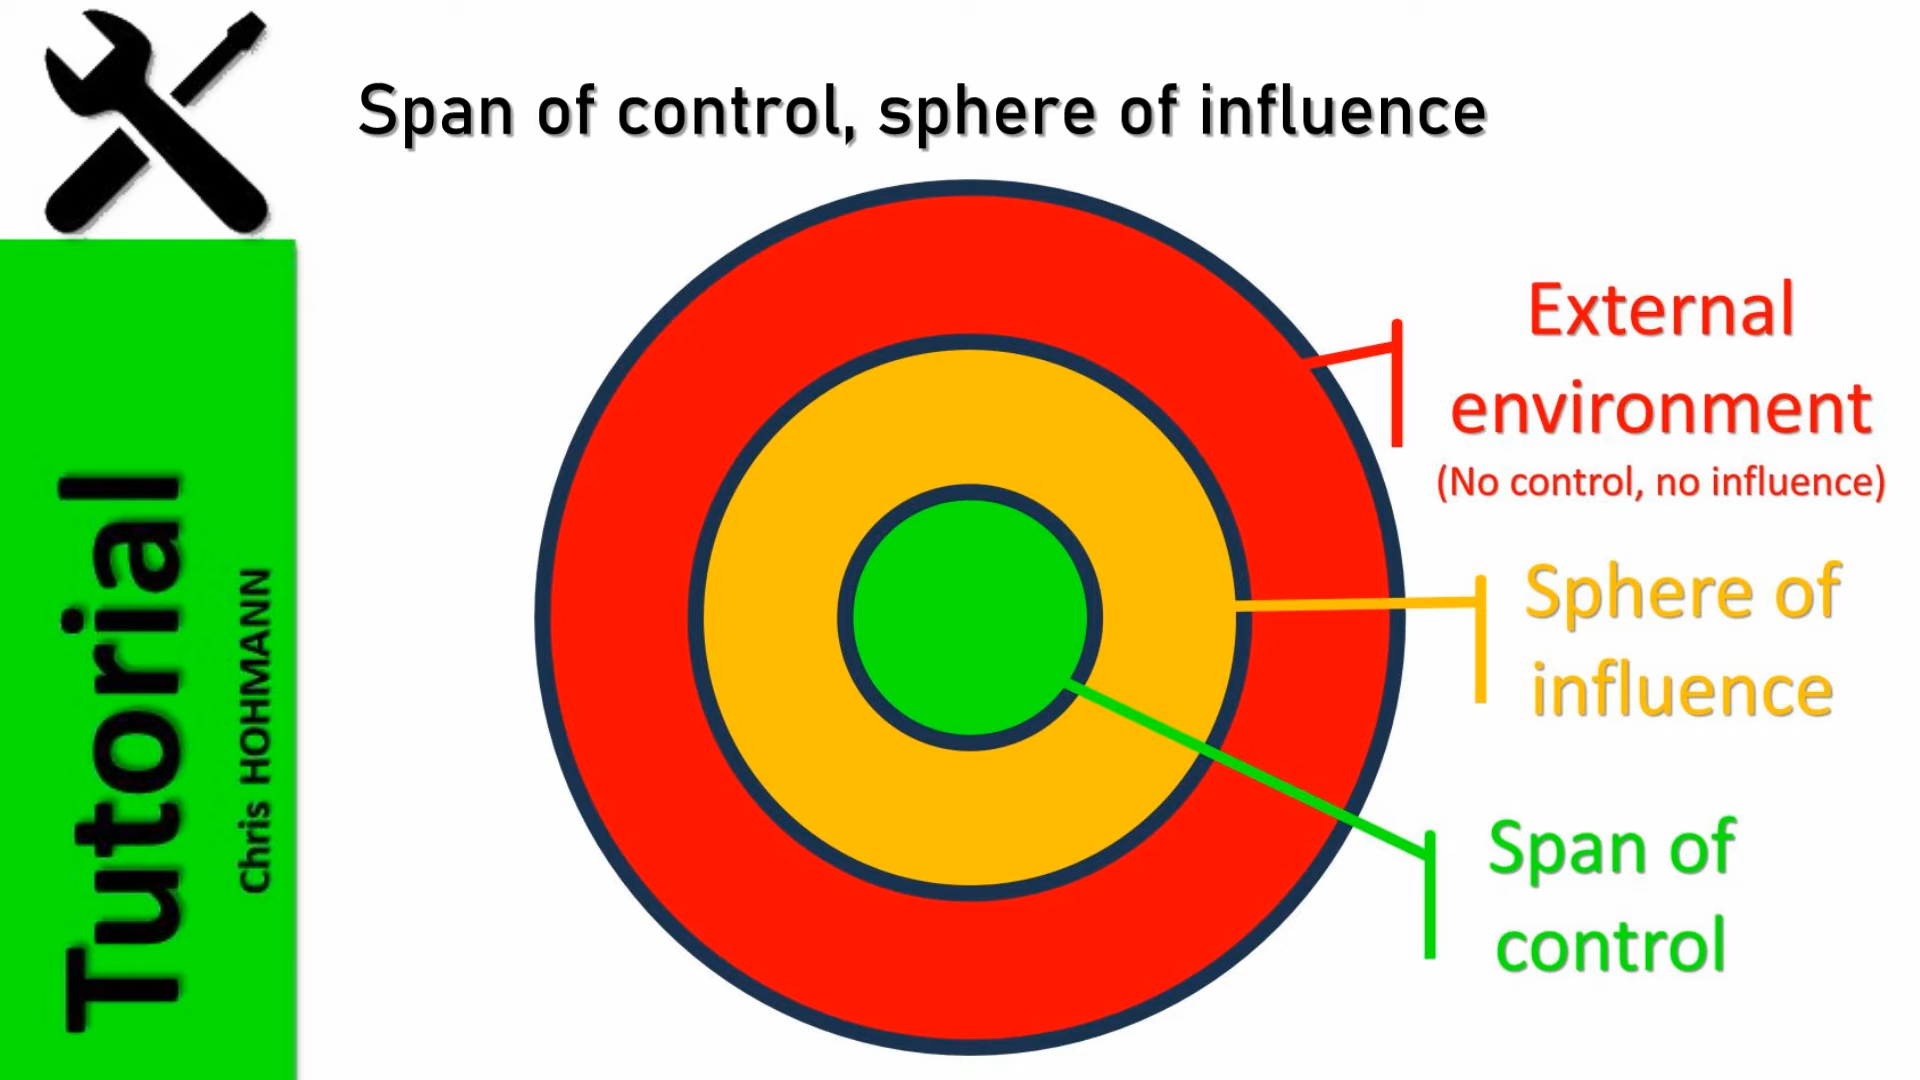 Span of control, sphere of influence
External
environment
(No control, no influence)
Sphere of
influence
Span of
control
Tutorial
Chris HOHMANN